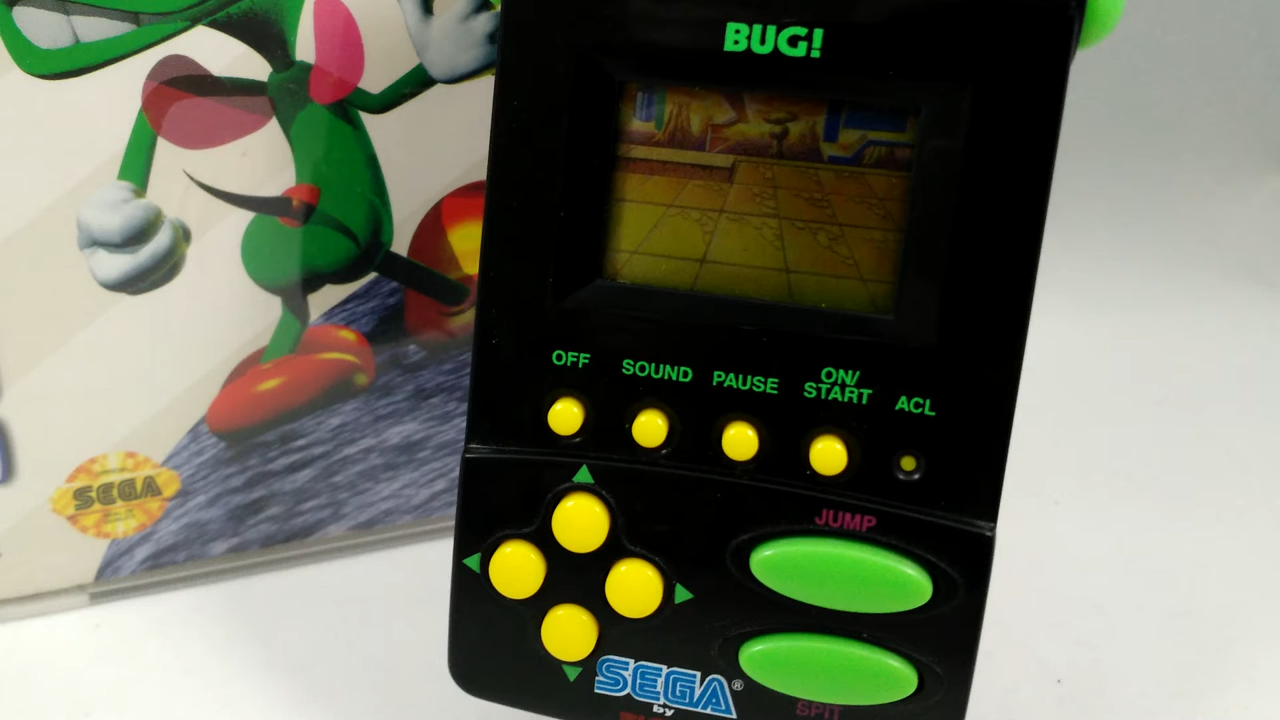 BUG!
OFF
SOUND
PAUSE
ON/
START
ACL
JUMP
SEGA
SEGA®
by
SPIT